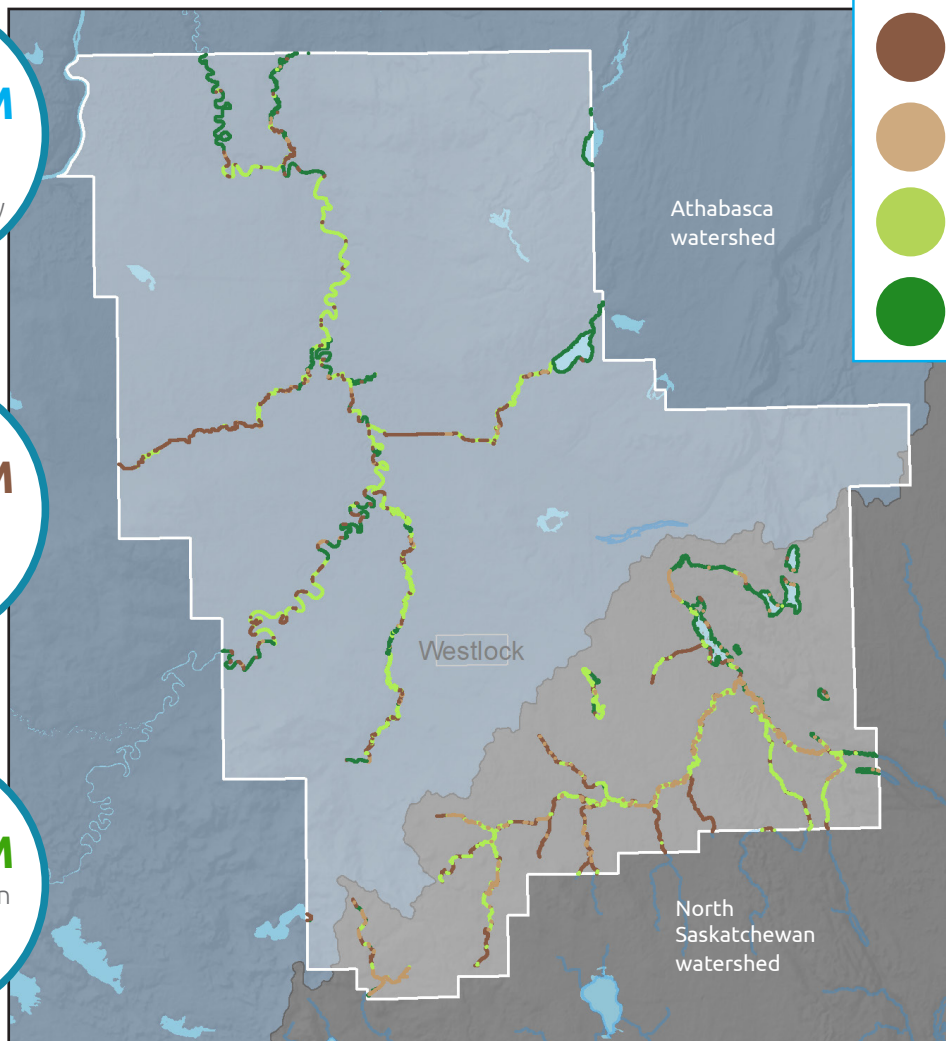 M
y
M
M
n
Athabasca
watershed
Westlock
North
Saskatchewan
watershed